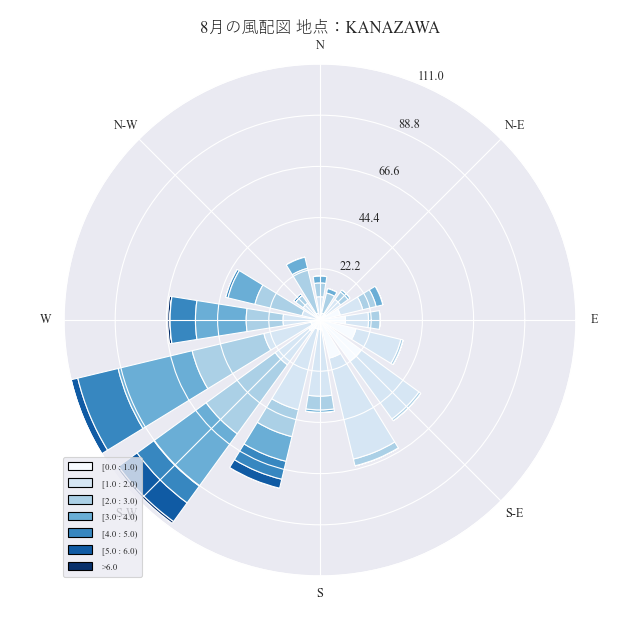 8月の風配図 地点：KANAZAWA
N
111.0
N-W
88.8
N-E
66.6
44.4
22.2
W
E
S-W
S-E
S
[0.0 : 1.0)
[1.0 : 2.0)
[2.0 : 3.0)
[3.0 : 4.0)
[4.0 : 5.0)
[5.0 : 6.0)
>6.0